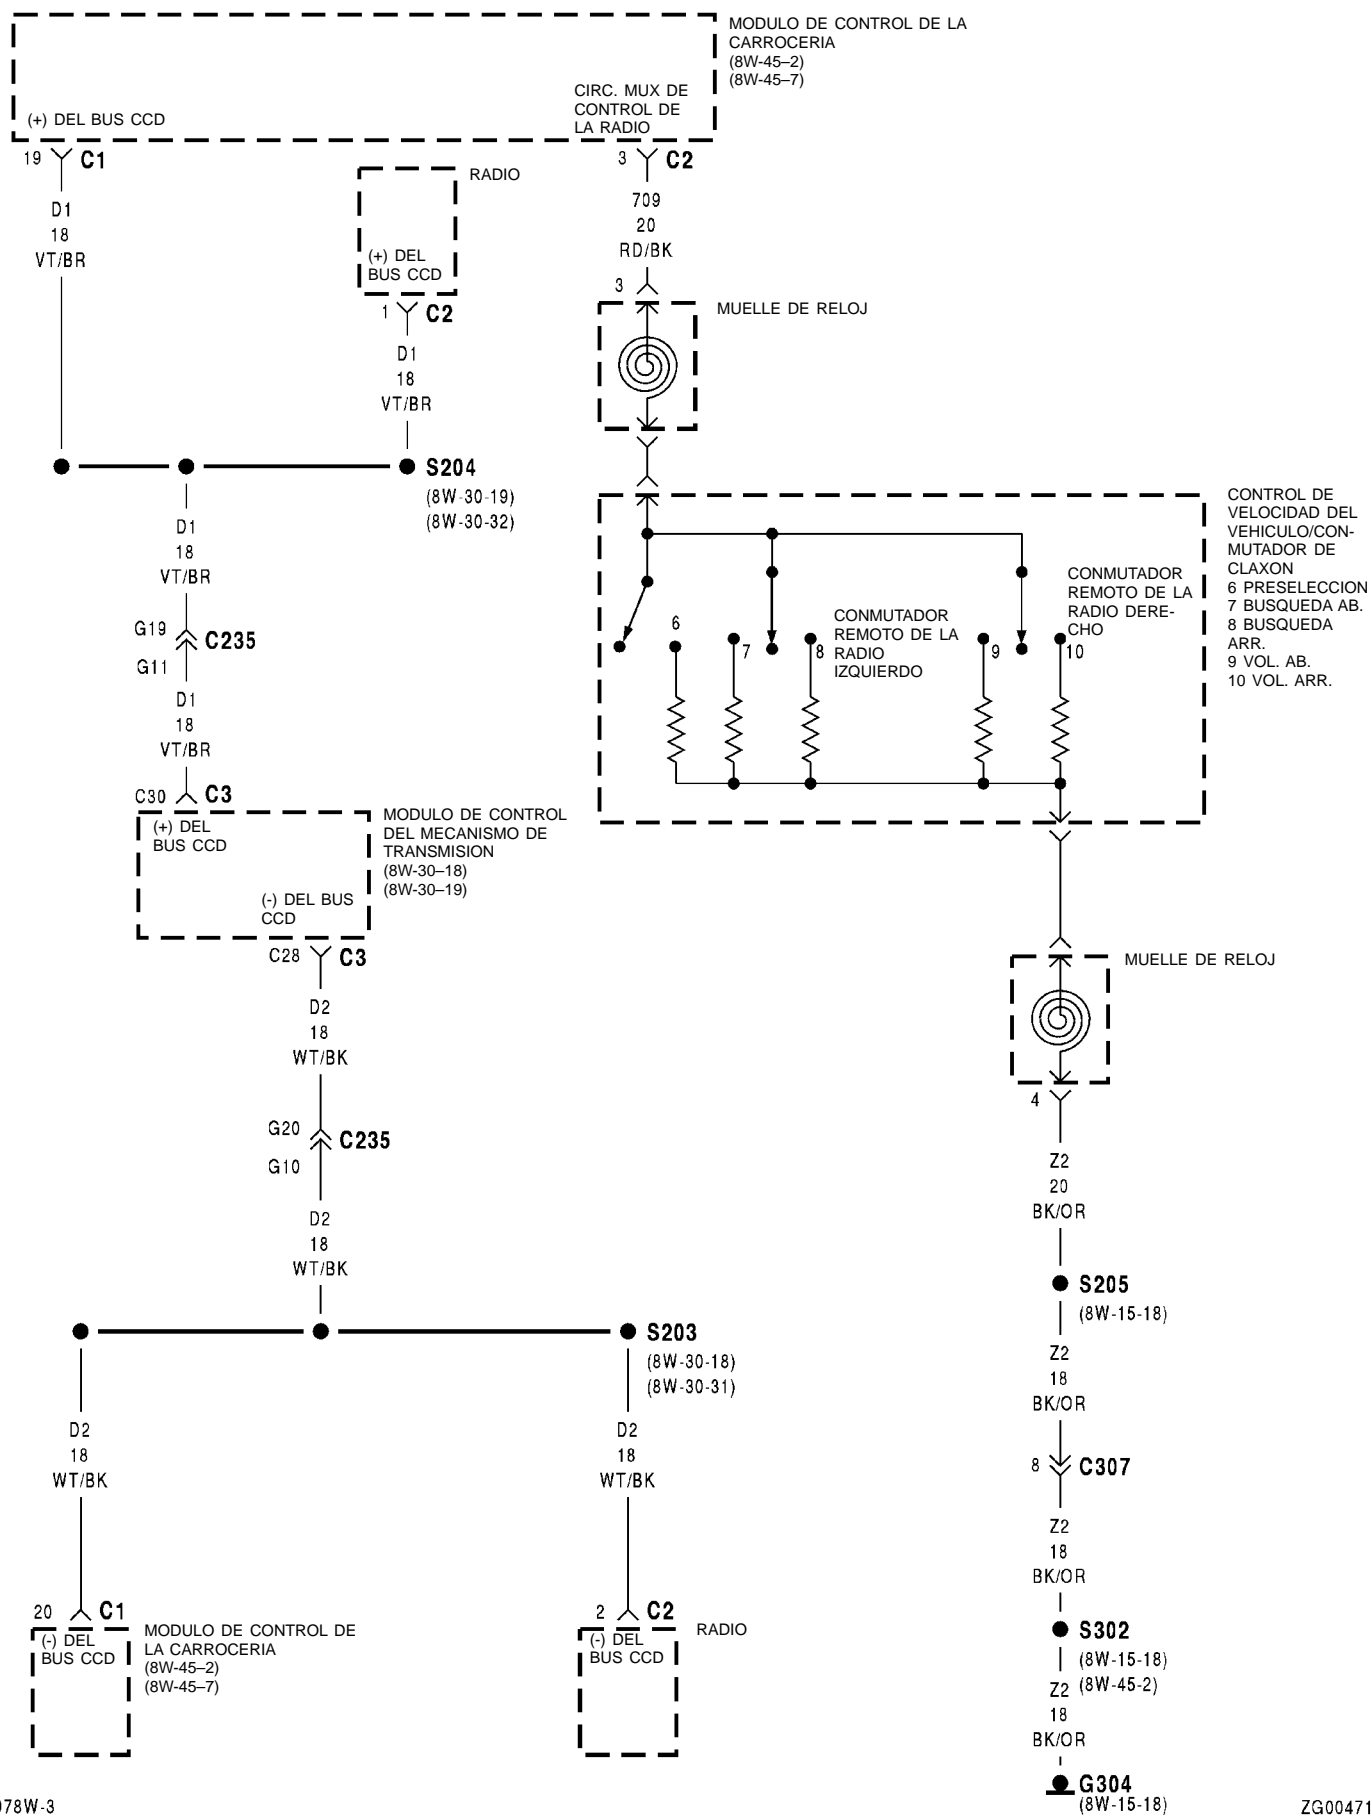 MODULO DE CONTROL DE LA
CARROCERIA
(8W-45–2)
(8W-45–7)
CIRC. MUX DE
CONTROL DE
LA RADIO
(+) DEL BUS CCD
19 C1
3 C2
RADIO
D1
18
VT/BR
709
20
RD/BK
(+) DEL
BUS CCD
1 C2
3
MUELLE DE RELOJ
D1
18
VT/BR
S204
(8W-30-19)
(8W-30-32)
D1
18
VT/BR
G19
C235
G11
D1
18
VT/BR
C30 C3
(+) DEL
BUS CCD
MODULO DE CONTROL
DEL MECANISMO DE
TRANSMISION
(8W-30–18)
(8W-30–19)
(-) DEL BUS
CCD
C28 C3
CONTROL DE
VELOCIDAD DEL
VEHICULO/CON-
MUTADOR DE
CLAXON
6 PRESELECCION
7 BUSQUEDA AB.
8 BUSQUEDA
ARR.
9 VOL. AB.
10 VOL. ARR.
CONMUTADOR
REMOTO DE LA
RADIO DERE-
CHO
CONMUTADOR
REMOTO DE LA
RADIO
IZQUIERDO
6
7
8
9
10
MUELLE DE RELOJ
4
D2
18
WT/BK
G20
C235
G10
D2
18
WT/BK
Z2
20
BK/OR
S205
(8W-15-18)
S203
(8W-30-18)
(8W-30-31)
Z2
18
BK/OR
D2
18
WT/BK
D2
18
WT/BK
8 C307
Z2
18
BK/OR
20 C1
(-) DEL
BUS CCD
MODULO DE CONTROL DE
LA CARROCERIA
(8W-45–2)
(8W-45–7)
2 C2
(-) DEL
BUS CCD
RADIO
S302
(8W-15-18)
(8W-45-2)
Z2
18
BK/OR
G304
(8W-15-18)
978W-3
ZG00471